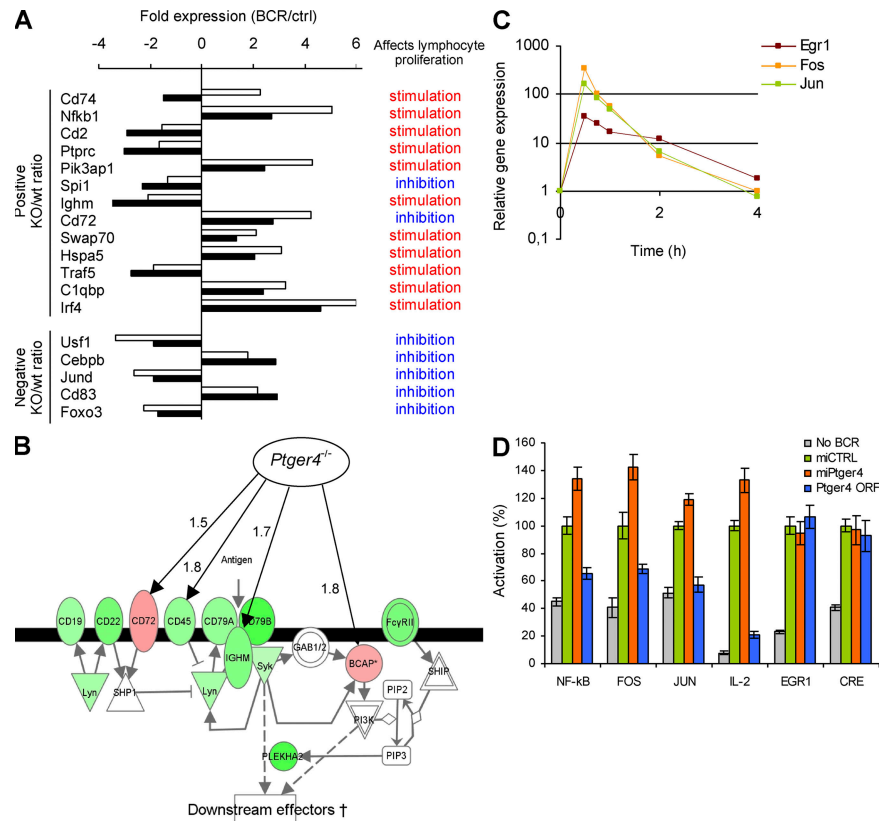 A
Fold expression (BCR/ctrl)
-4 -2 0 2 4 6
Affects lymphocyte
proliferation
Positive
KO/wt ratio
Cd74 stimulation
Nfkb1 stimulation
Cd2 stimulation
Ptprc stimulation
Pik3ap1 stimulation
Spi1 inhibition
Ighm stimulation
Cd72 inhibition
Swap70 stimulation
Hspa5 stimulation
Traf5 stimulation
C1qbp stimulation
Irf4 stimulation
Negative
KO/wt ratio
Usf1 inhibition
Cebpb inhibition
Jund inhibition
Cd83 inhibition
Foxo3 inhibition
B
Ptger4-/-
1.5
1.8
1.7
1.8
Antigen
CD19
CD22
CD72
CD45
CD79A
CD79B
FcγRII
Lyn
SHP1
Lyn
IGHM
Syk
GAB1/2
BCAP*
SHIP
PIP2
PI3K
PIP3
PLEKHA2
Downstream effectors †
C
Relative gene expression
1000
100
10
1
0,1
0 2 4
Time (h)
Egr1
Fos
Jun
D
Activation (%)
160
140
120
100
80
60
40
20
0
No BCR
miCTRL
miPtger4
Ptger4 ORF
NF-kB FOS JUN IL-2 EGR1 CRE